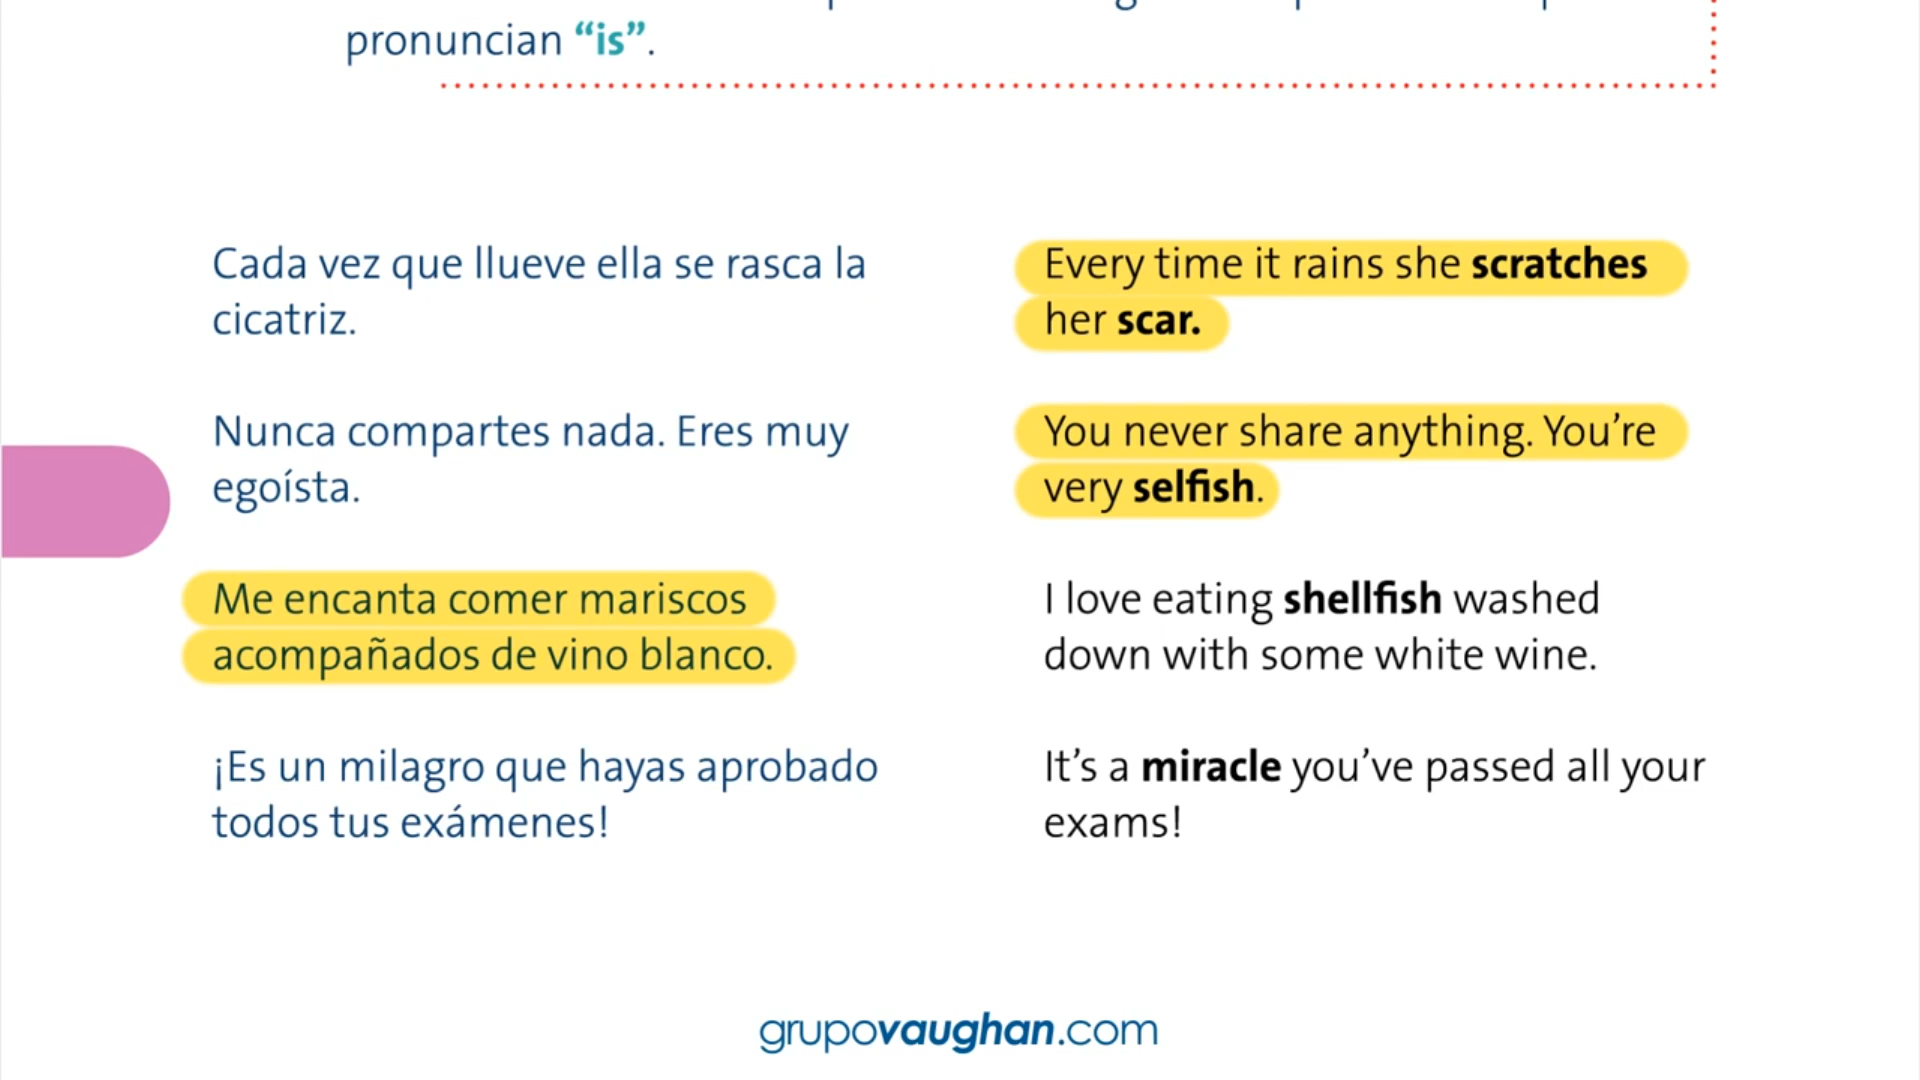 pronuncian “is”.
Cada vez que llueve ella se rasca la
cicatriz.
Every time it rains she scratches
her scar.
Nunca compartes nada. Eres muy
egoísta.
You never share anything. You’re
very selfish.
Me encanta comer mariscos
acompañados de vino blanco.
I love eating shellfish washed
down with some white wine.
¡Es un milagro que hayas aprobado
todos tus exámenes!
It’s a miracle you’ve passed all your
exams!
grupovaughan.com